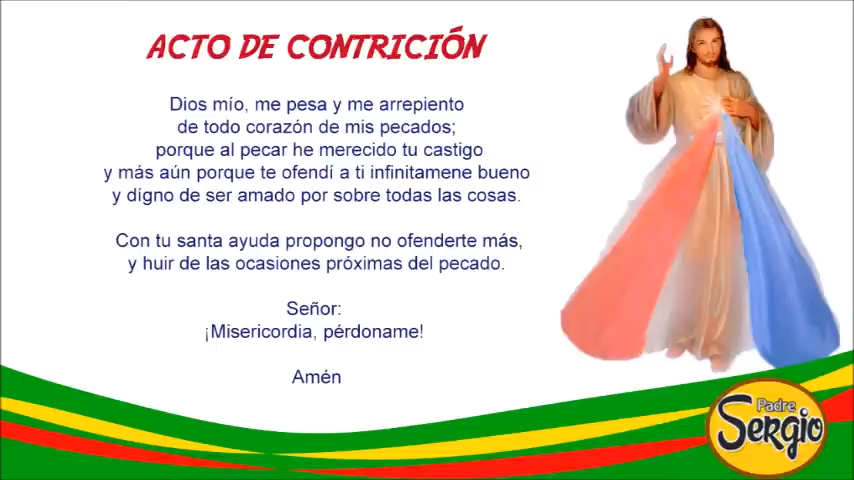 ACTO DE CONTRICIÓN
Dios mío, me pesa y me arrepiento
de todo corazón de mis pecados;
porque al pecar he merecido tu castigo
y más aún porque te ofendí a ti infinitamene bueno
y dígno de ser amado por sobre todas las cosas.
Con tu santa ayuda propongo no ofenderte más,
y huir de las ocasiones próximas del pecado.
Señor:
¡Misericordia, pérdoname!
Amén
Padre
Sergio